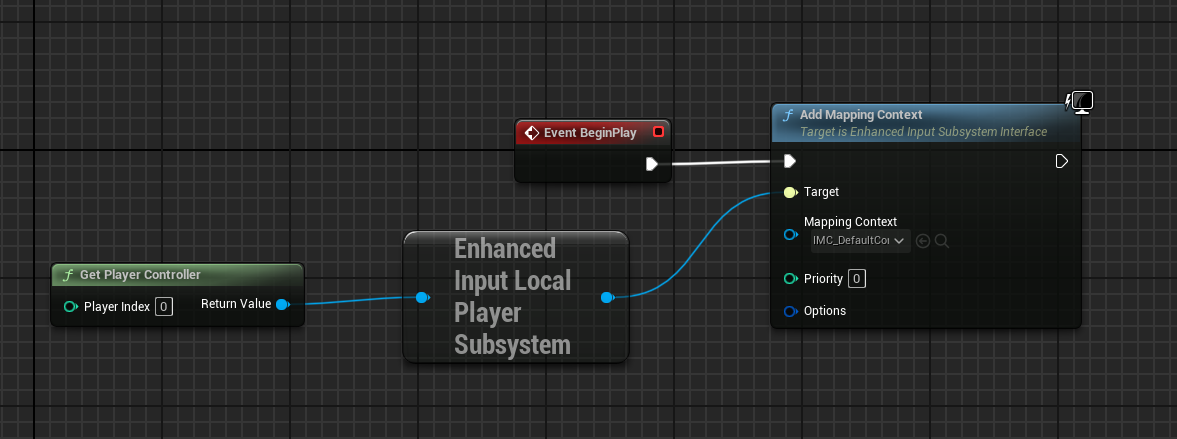 Event BeginPlay
Add Mapping Context
Target is Enhanced Input Subsystem Interface
Target
Mapping Context
IMC_DefaultCor
Priority 0
Options
Enhanced
Input Local
Player
Subsystem
Get Player Controller
Player Index 0 Return Value